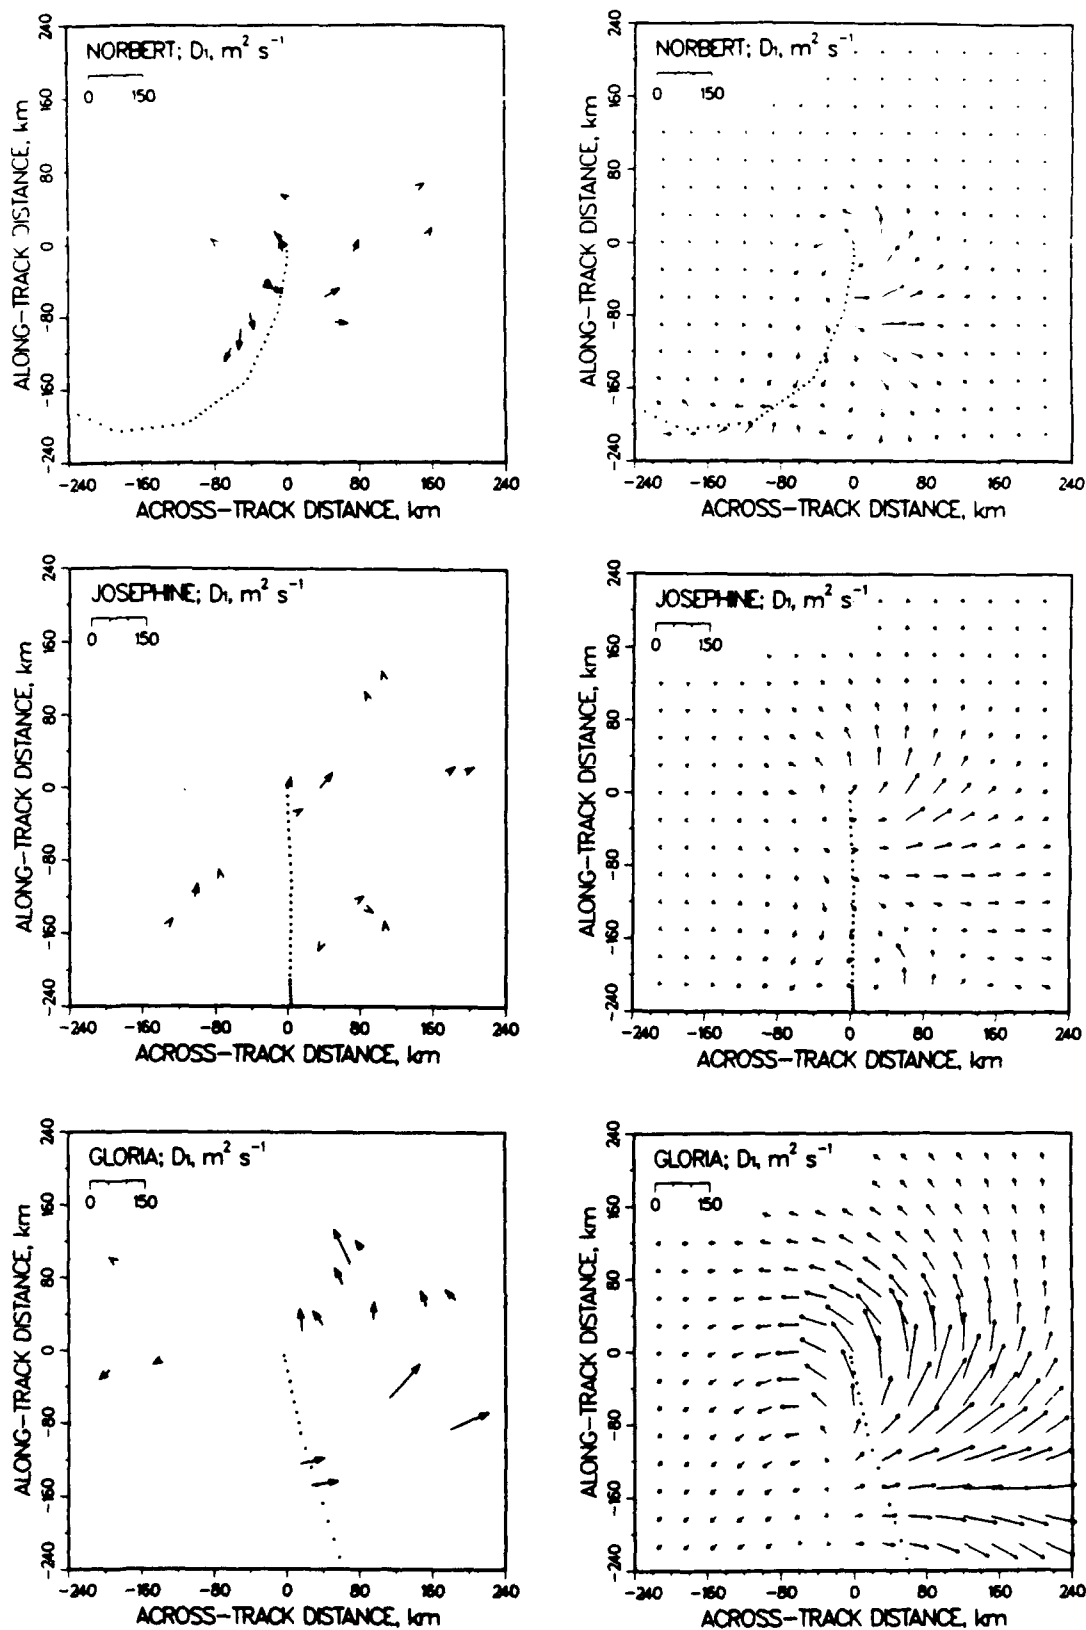 NORBERT; D₁, m² s⁻¹
0 150
ALONG-TRACK DISTANCE, km
240
160
80
0
-80
-160
-240
-240 -160 -80 0 80 160 240
ACROSS-TRACK DISTANCE, km
NORBERT; D₁, m² s⁻¹
0 150
ALONG-TRACK DISTANCE, km
240
160
80
0
-80
-160
-240
-240 -160 -80 0 80 160 240
ACROSS-TRACK DISTANCE, km
JOSEPHINE; D₁, m² s⁻¹
0 150
ALONG-TRACK DISTANCE, km
240
160
80
0
-80
-160
-240
-240 -160 -80 0 80 160 240
ACROSS-TRACK DISTANCE, km
JOSEPHINE; D₁, m² s⁻¹
0 150
ALONG-TRACK DISTANCE, km
240
160
80
0
-80
-160
-240
-240 -160 -80 0 80 160 240
ACROSS-TRACK DISTANCE, km
GLORIA; D₁, m² s⁻¹
0 150
ALONG-TRACK DISTANCE, km
240
160
80
0
-80
-160
-240
-240 -160 -80 0 80 160 240
ACROSS-TRACK DISTANCE, km
GLORIA; D₁, m² s⁻¹
0 150
ALONG-TRACK DISTANCE, km
240
160
80
0
-80
-160
-240
-240 -160 -80 0 80 160 240
ACROSS-TRACK DISTANCE, km